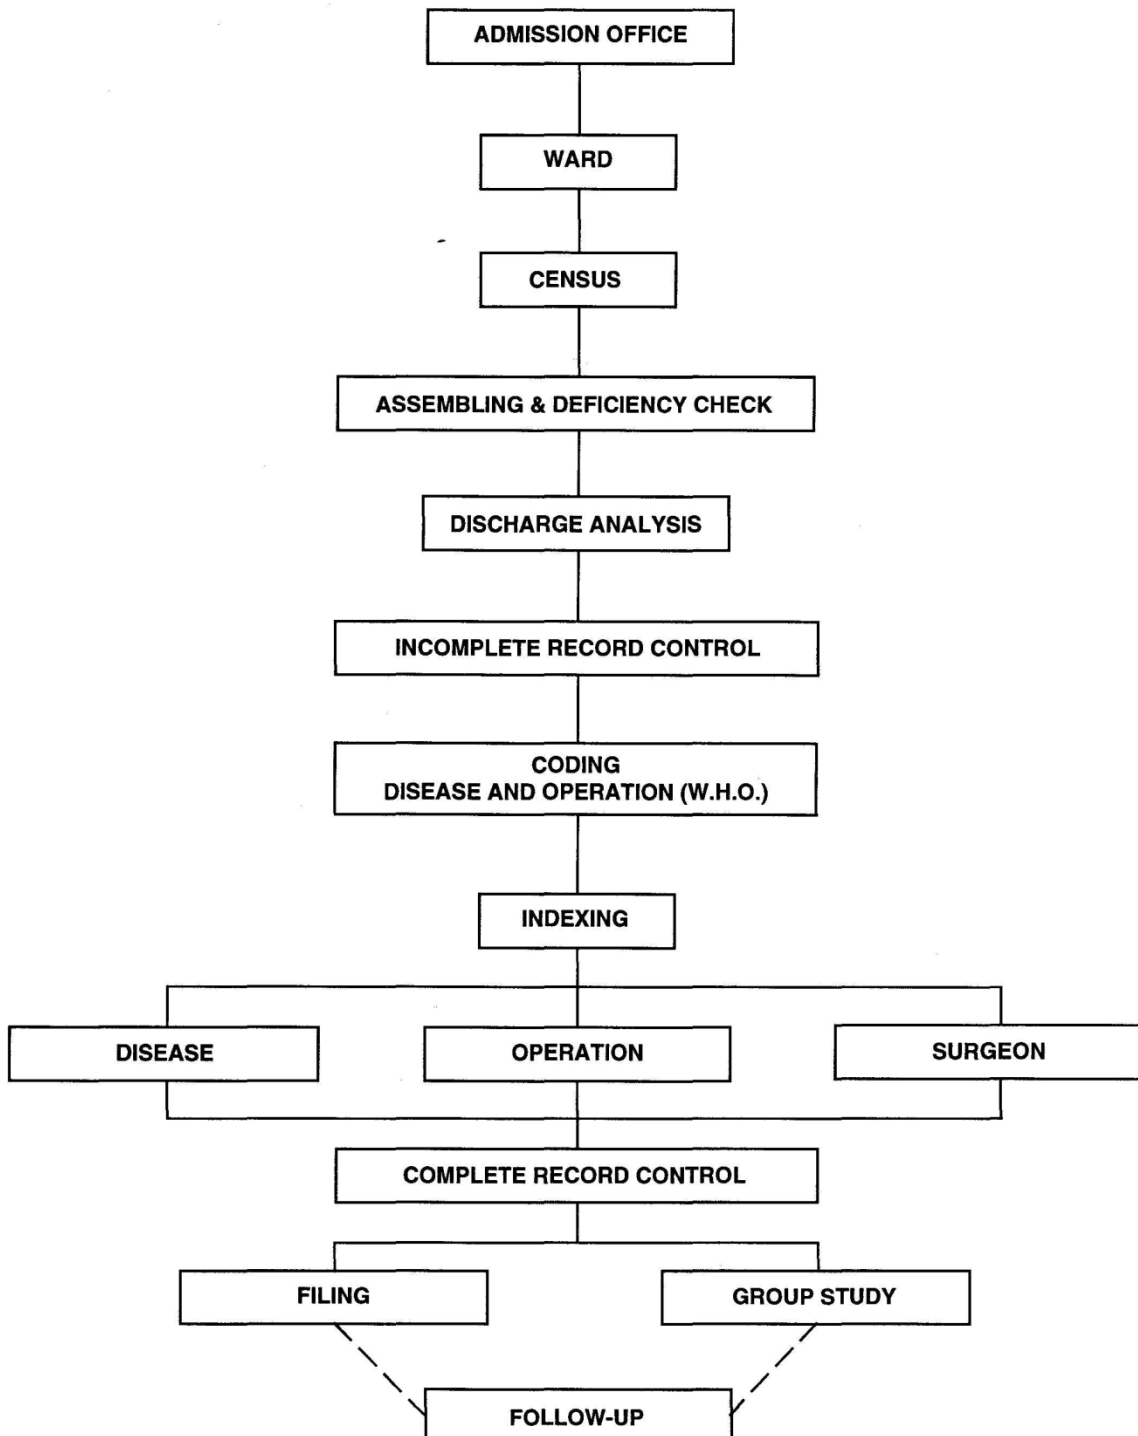 ADMISSION OFFICE
WARD
CENSUS
ASSEMBLING & DEFICIENCY CHECK
DISCHARGE ANALYSIS
INCOMPLETE RECORD CONTROL
CODING
DISEASE AND OPERATION (W.H.O.)
INDEXING
DISEASE
OPERATION
SURGEON
COMPLETE RECORD CONTROL
FILING
GROUP STUDY
FOLLOW-UP